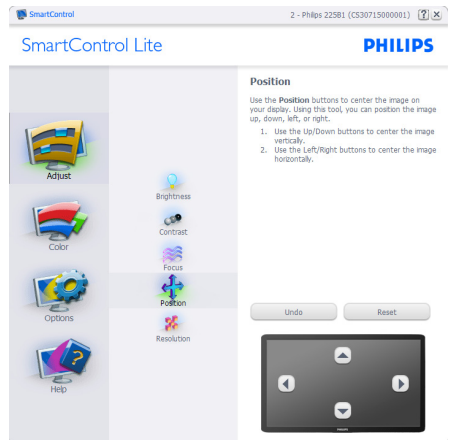 SmartControl
2 - Philips 225B1 (CS30715000001)
SmartControl Lite
PHILIPS
Adjust
Color
Options
Help
Brightness
Contrast
Focus
Position
Resolution
Position
Use the Position buttons to center the image on
your display. Using this tool, you can position the image
up, down, left, or right.
1. Use the Up/Down buttons to center the image
vertically.
2. Use the Left/Right buttons to center the image
horizontally.
Undo
Reset
PHILIPS